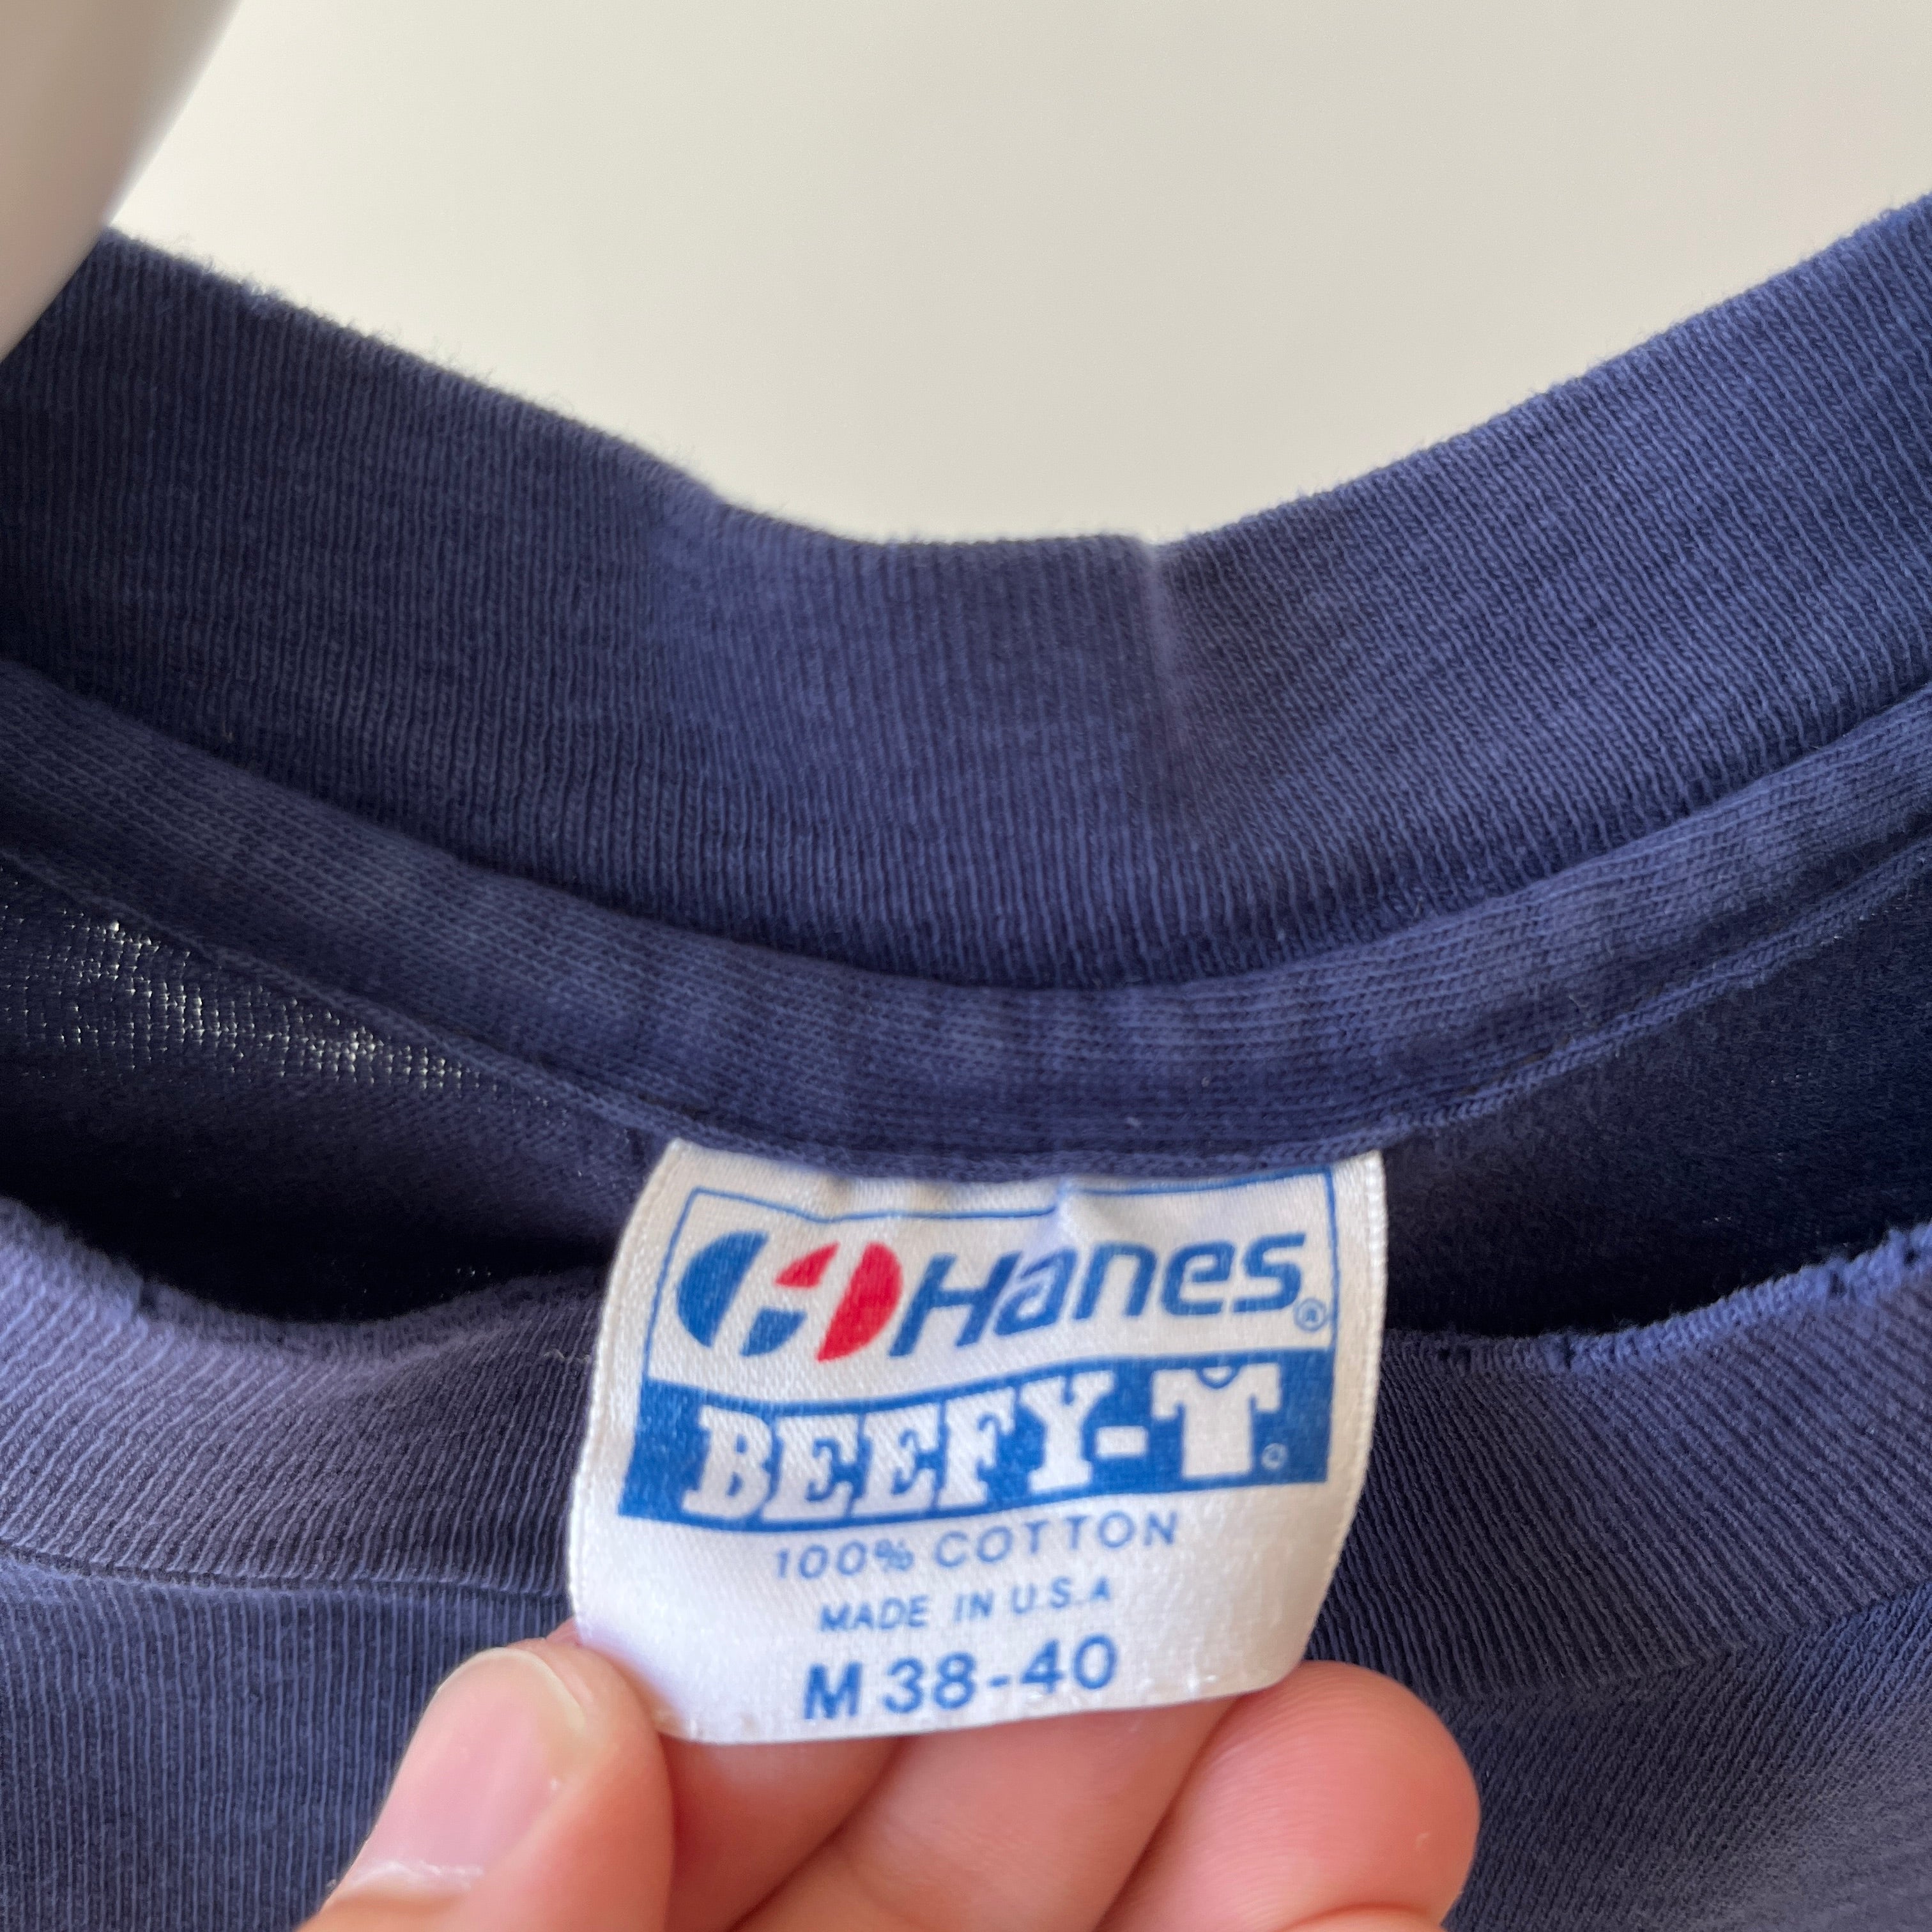 Hanes®
BEEFY-T
100% COTTON
MADE IN U.S.A
M 38-40